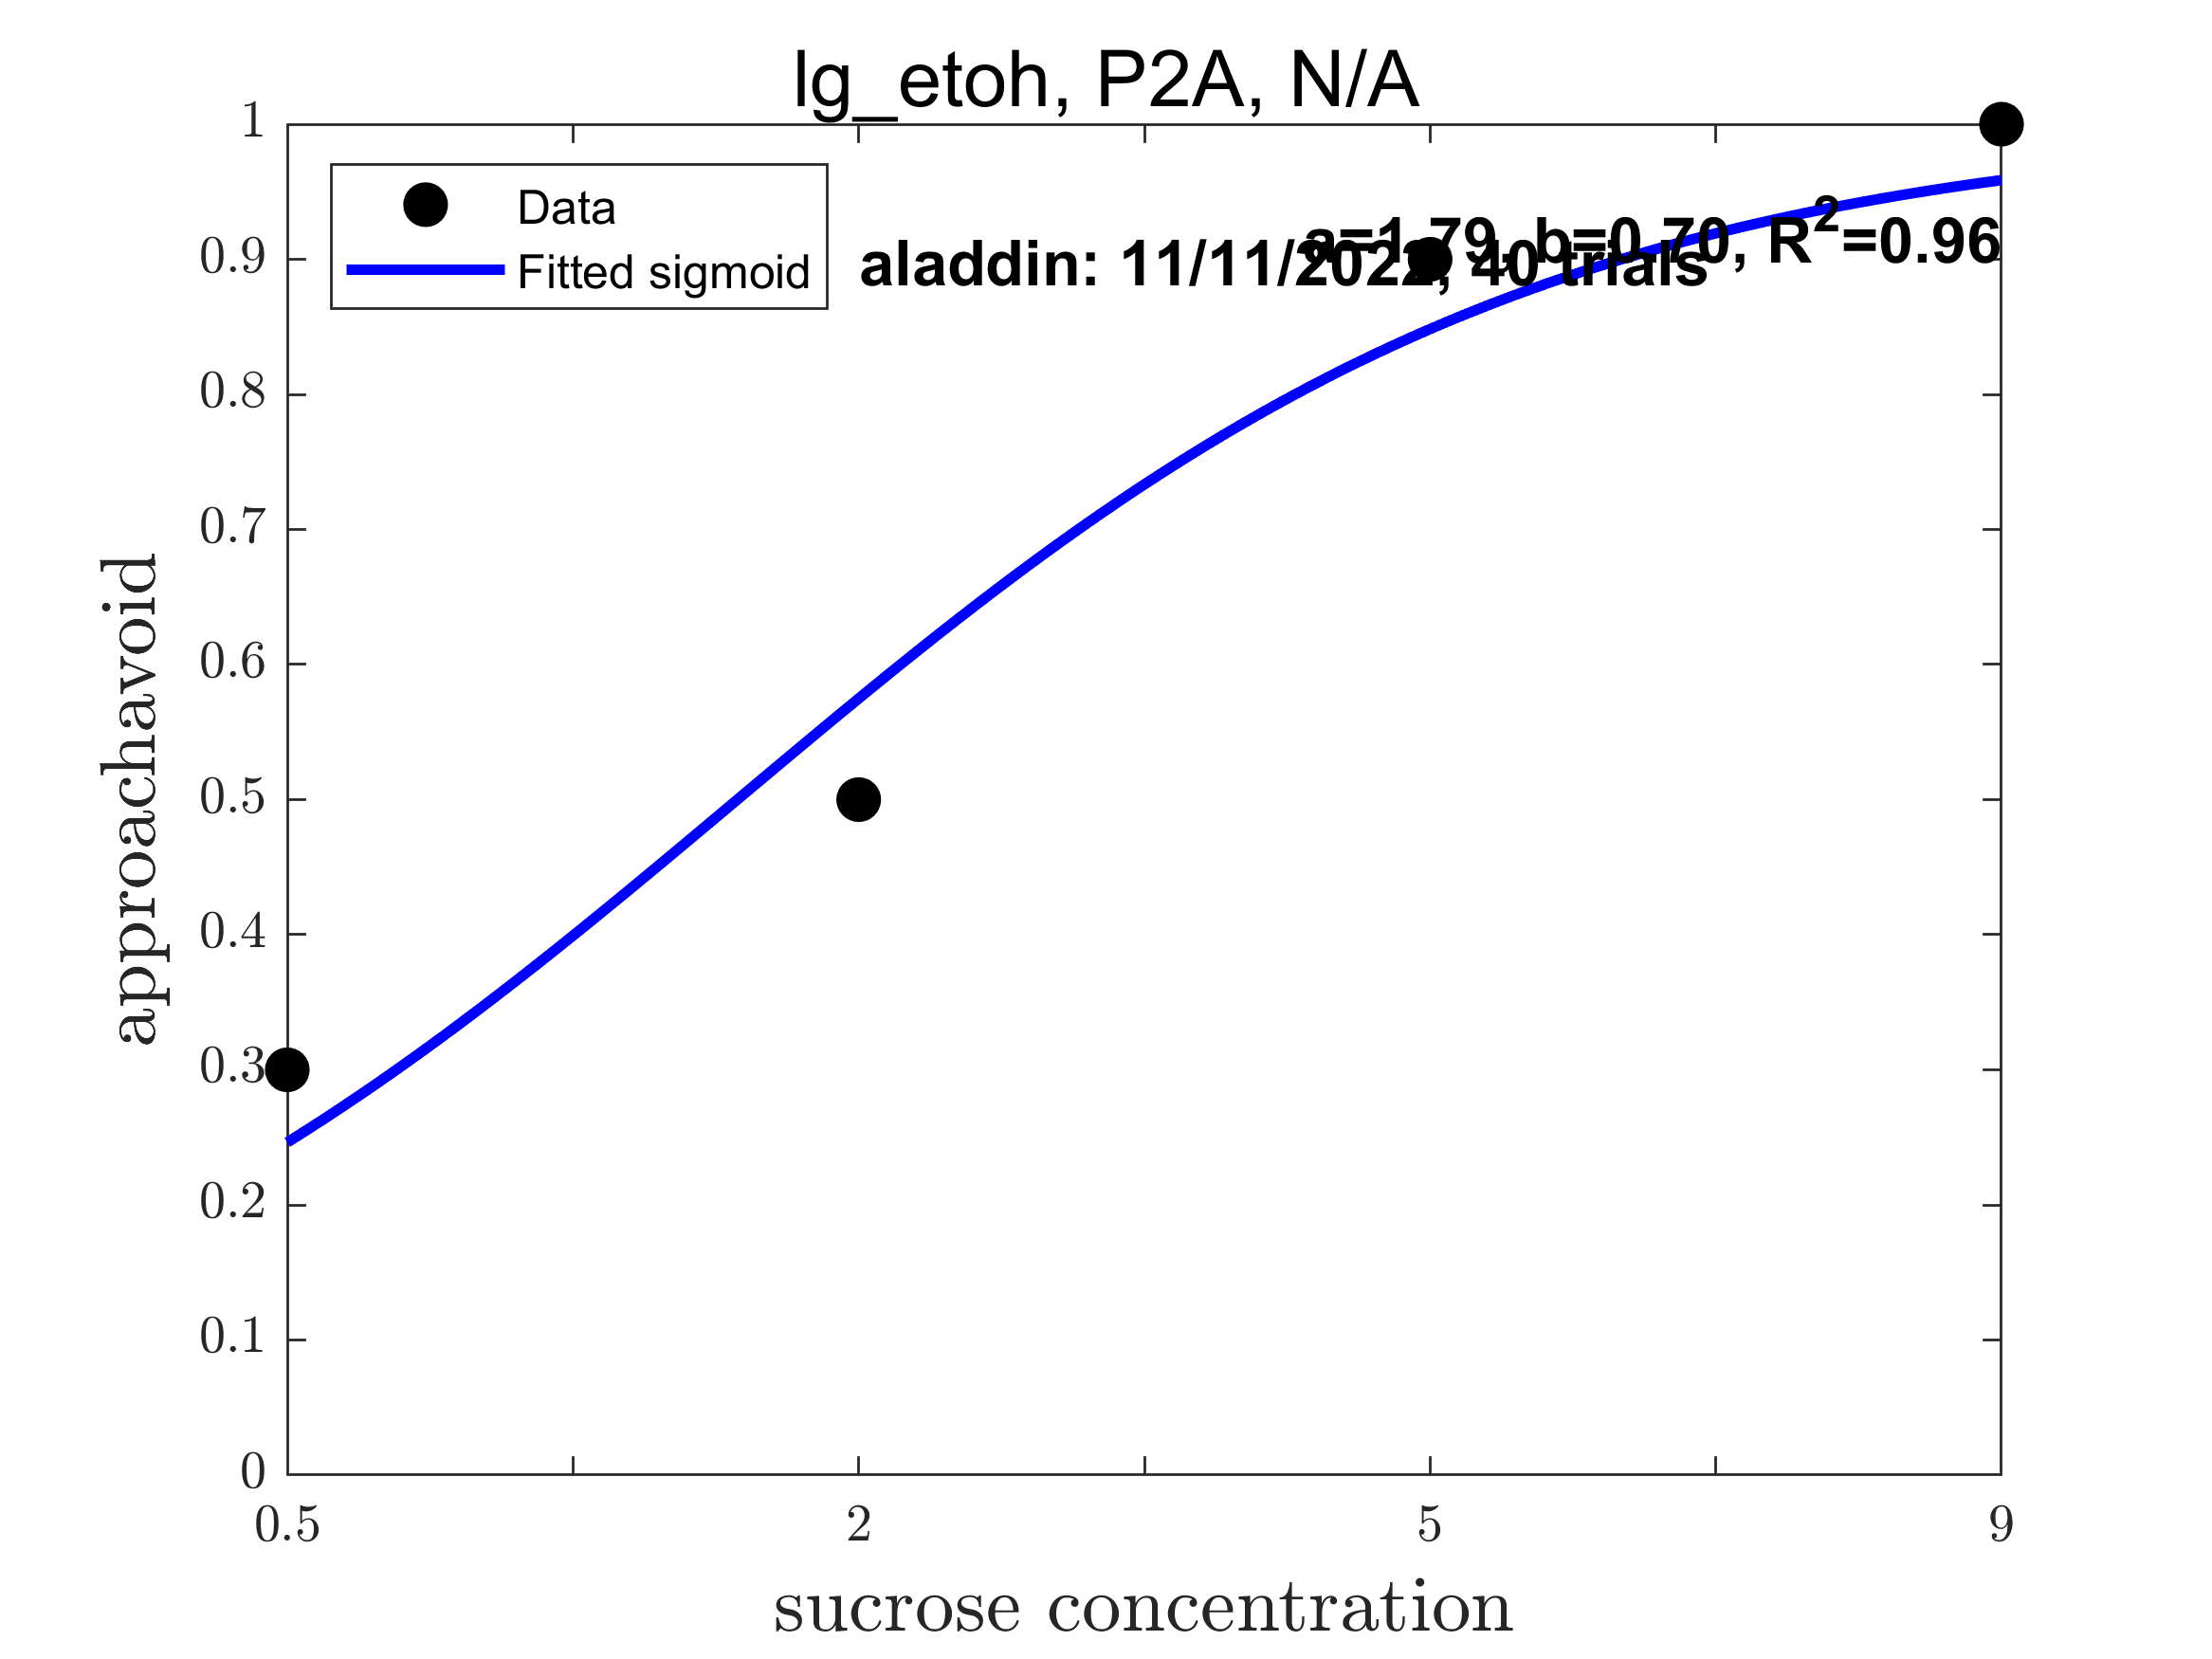 lg_etoh, P2A, N/A
Data
Fitted sigmoid
a=1.79, b=0.70, R²=0.96
aladdin: 11/11/2022, 40 trials
approachavoid
1
0.9
0.8
0.7
0.6
0.5
0.4
0.3
0.2
0.1
0
0.5 2 5 9
sucrose concentration